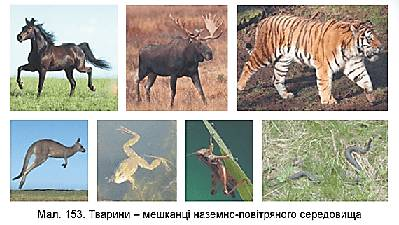 Мал. 153. Тварини – мешканці наземно-повітряного середовища